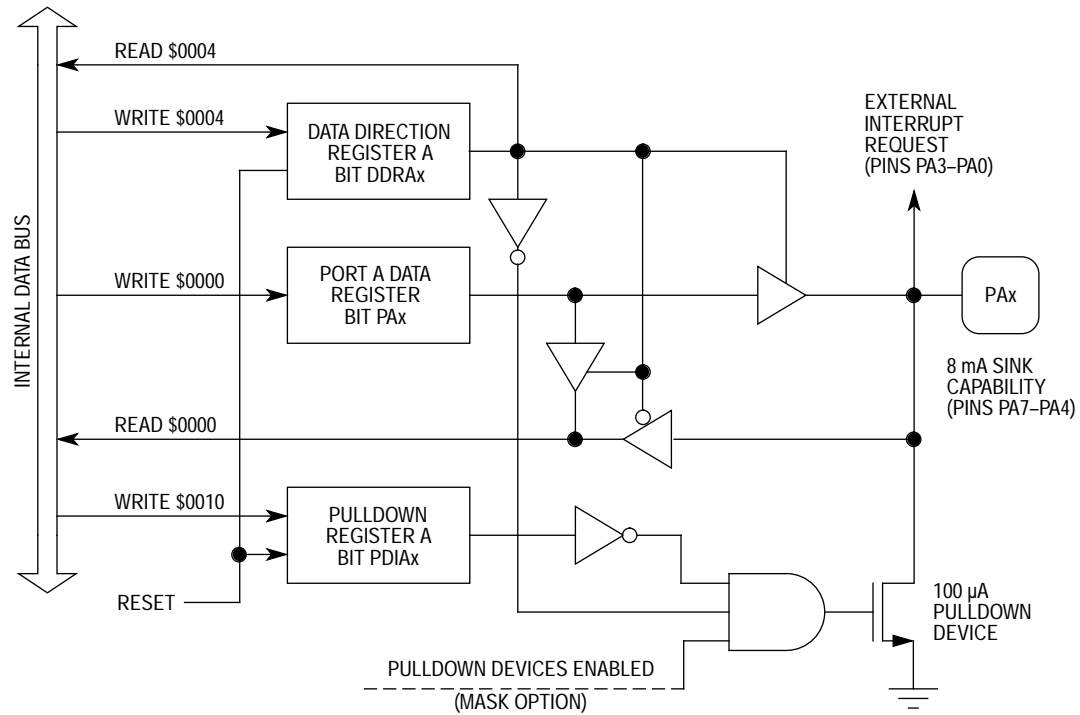 READ $0004
WRITE $0004
DATA DIRECTION
REGISTER A
BIT DDRAx
EXTERNAL
INTERRUPT
REQUEST
(PINS PA3–PA0)
INTERNAL DATA BUS
WRITE $0000
PORT A DATA
REGISTER
BIT PAx
PAx
8 mA SINK
CAPABILITY
(PINS PA7–PA4)
READ $0000
WRITE $0010
PULLDOWN
REGISTER A
BIT PDIAx
RESET
100 µA
PULLDOWN
DEVICE
PULLDOWN DEVICES ENABLED
(MASK OPTION)